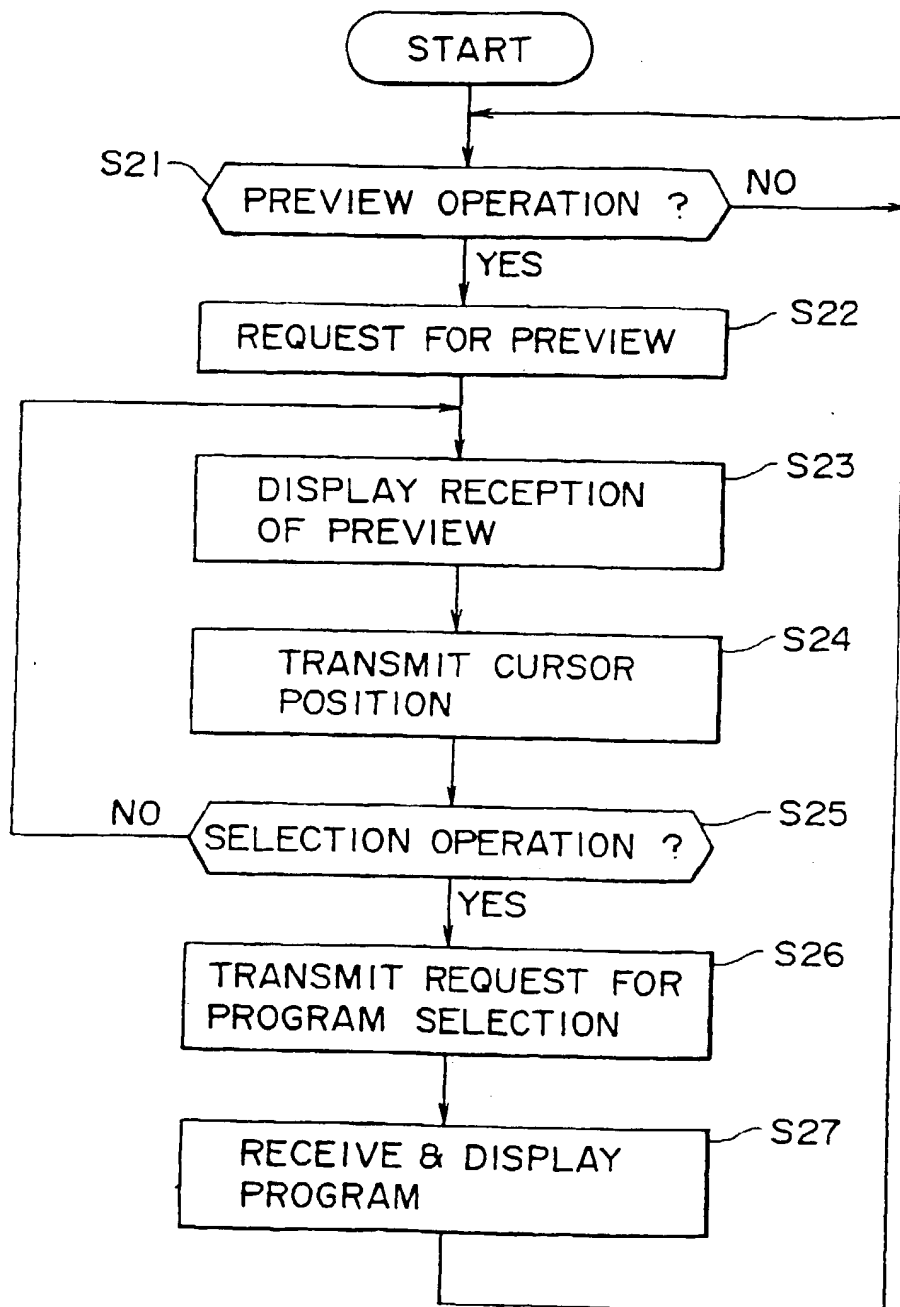 START
S21
PREVIEW OPERATION ?
NO
YES
S22
REQUEST FOR PREVIEW
S23
DISPLAY RECEPTION
OF PREVIEW
S24
TRANSMIT CURSOR
POSITION
NO
S25
SELECTION OPERATION ?
YES
S26
TRANSMIT REQUEST FOR
PROGRAM SELECTION
S27
RECEIVE & DISPLAY
PROGRAM